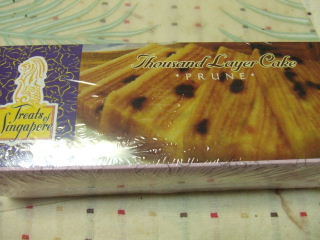 Thousand Layer Cake
• PRUNE •
Treats of
Singapore